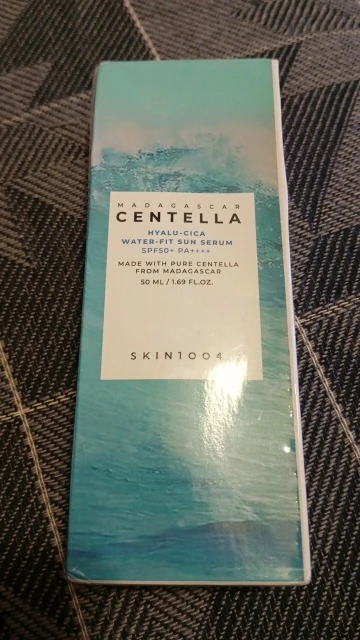 MADAGASCAR
CENTELLA
HYALU-CICA
WATER-FIT SUN SERUM
SPF50+ PA++++
MADE WITH PURE CENTELLA
FROM MADAGASCAR
50 ML / 1.69 FL.OZ.
SKIN1004